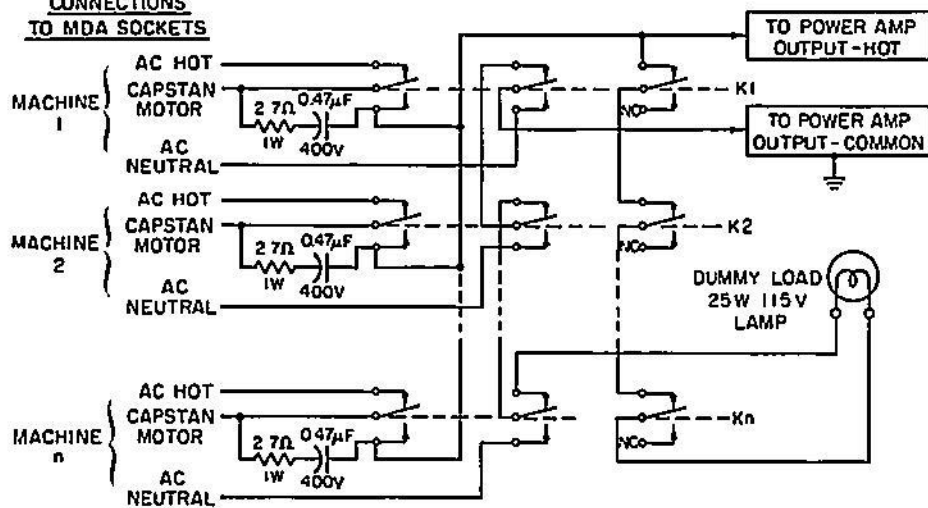 CONNECTIONS
TO MDA SOCKETS
MACHINE
1
AC HOT
CAPSTAN
MOTOR
2 7Ω
1W
0.47µF
400V
AC
NEUTRAL
K1
NC
TO POWER AMP
OUTPUT-HOT
TO POWER AMP
OUTPUT-COMMON
MACHINE
2
AC HOT
CAPSTAN
MOTOR
2 7Ω
1W
0.47µF
400V
AC
NEUTRAL
K2
NC
DUMMY LOAD
25W 115V
LAMP
MACHINE
n
AC HOT
CAPSTAN
MOTOR
2 7Ω
1W
0.47µF
400V
AC
NEUTRAL
Kn
NC